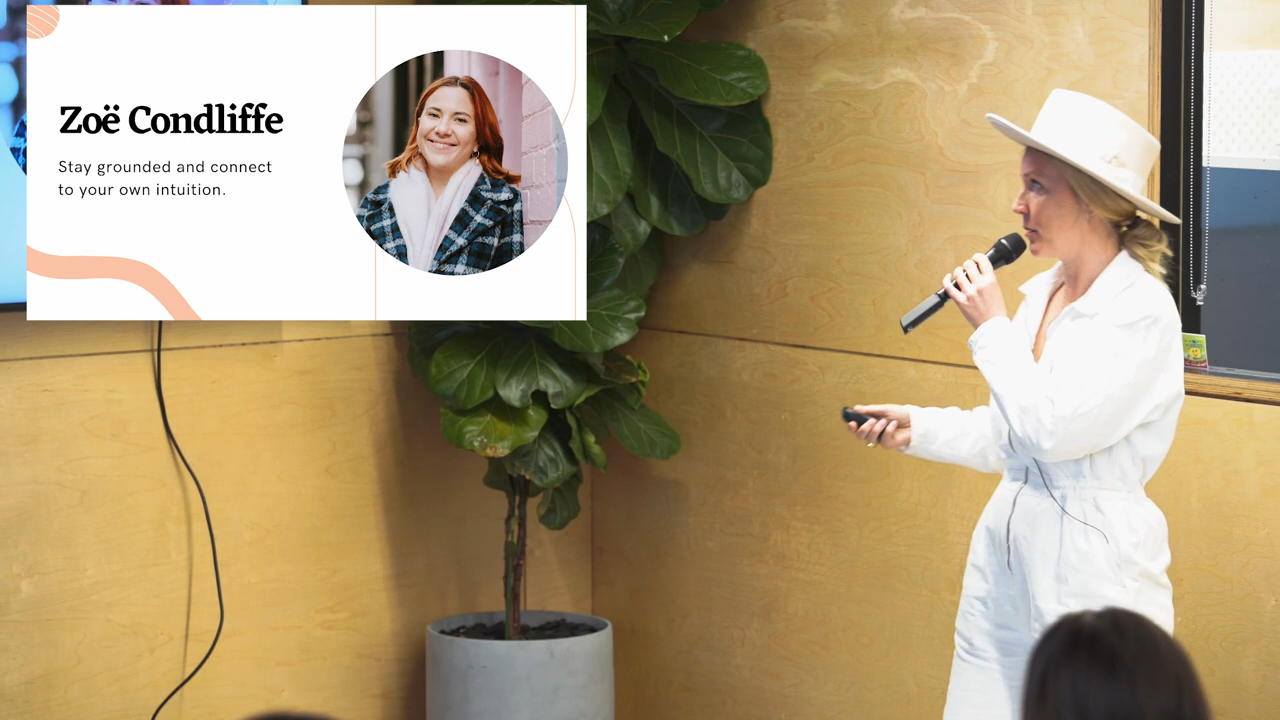 Zoë Condliffe
Stay grounded and connect
to your own intuition.